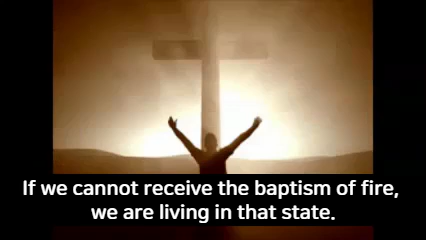 If we cannot receive the baptism of fire,
we are living in that state.